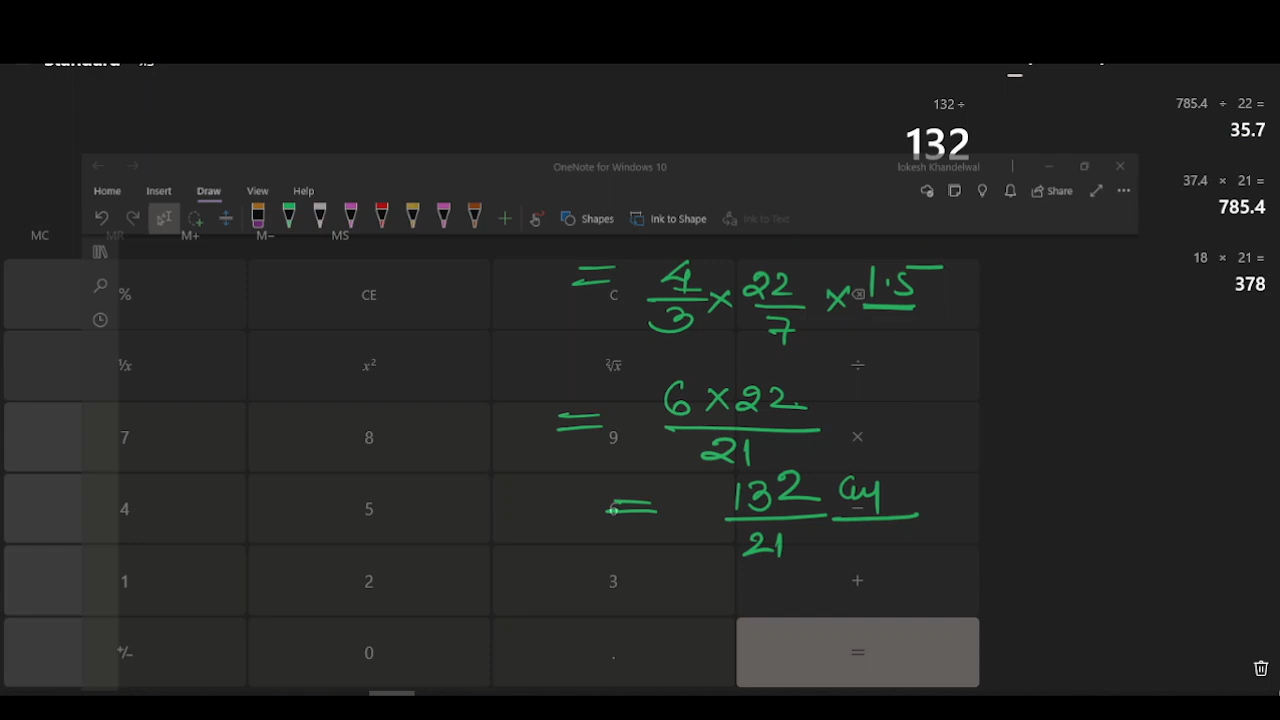 132 ÷
785.4 ÷ 22 =
132
35.7
OneNote for Windows 10
lokesh Khandelwal
37.4 × 21 =
Home Insert Draw View Help
Share
785.4
Shapes Ink to Shape Ink to Text
MC MR M+ M− MS
18 × 21 =
378
% CE C
= 4/3 × 22/7 × 1.5
¹/x x² ²√x ÷
= 6 × 22 / 21
7 8 9 ×
= 132 / 21
4 5 6 −
1 2 3 +
+/− 0 . =